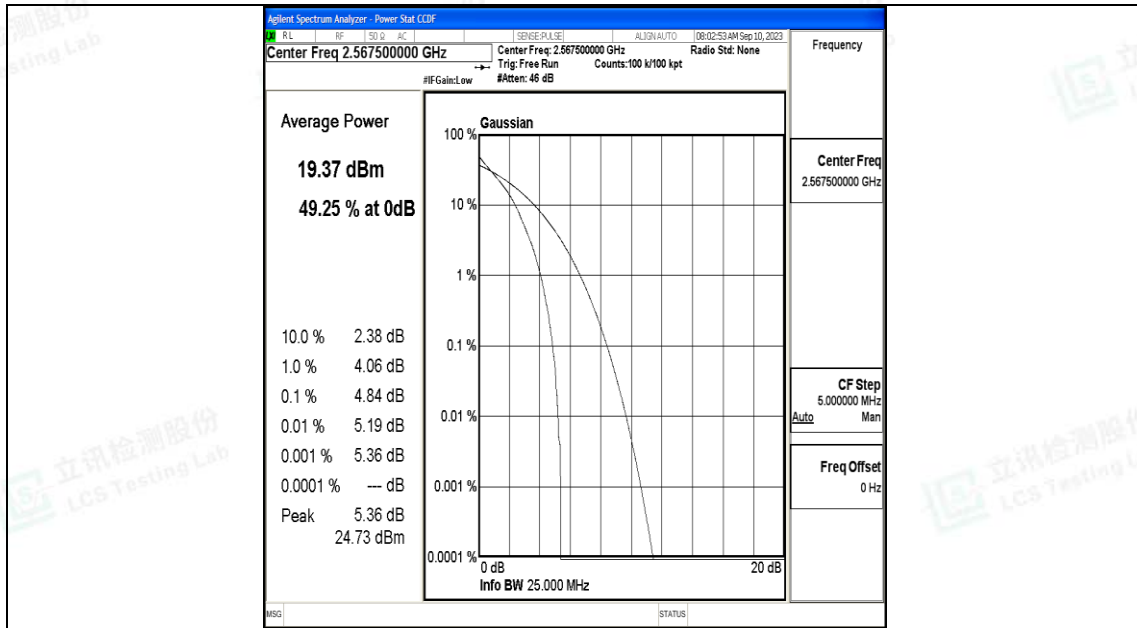 Agilent Spectrum Analyzer - Power Stat CCDF
LXI RL RF 50 Ω AC SENSE:PULSE ALIGN AUTO 08:02:53 AM Sep 10, 2023
Center Freq 2.567500000 GHz
Center Freq: 2.567500000 GHz Radio Std: None
Trig: Free Run Counts:100 k/100 kpt
#IFGain:Low #Atten: 46 dB
Frequency
Average Power
19.37 dBm
49.25 % at 0dB
10.0 % 2.38 dB
1.0 % 4.06 dB
0.1 % 4.84 dB
0.01 % 5.19 dB
0.001 % 5.36 dB
0.0001 % --- dB
Peak 5.36 dB
24.73 dBm
Gaussian
100 %
10 %
1 %
0.1 %
0.01 %
0.001 %
0.0001 %
0 dB 20 dB
Info BW 25.000 MHz
Center Freq
2.567500000 GHz
CF Step
5.000000 MHz
Auto Man
Freq Offset
0 Hz
MSG STATUS
立讯检测股份
LCS Testing Lab
立讯检测股份
LCS Testing L